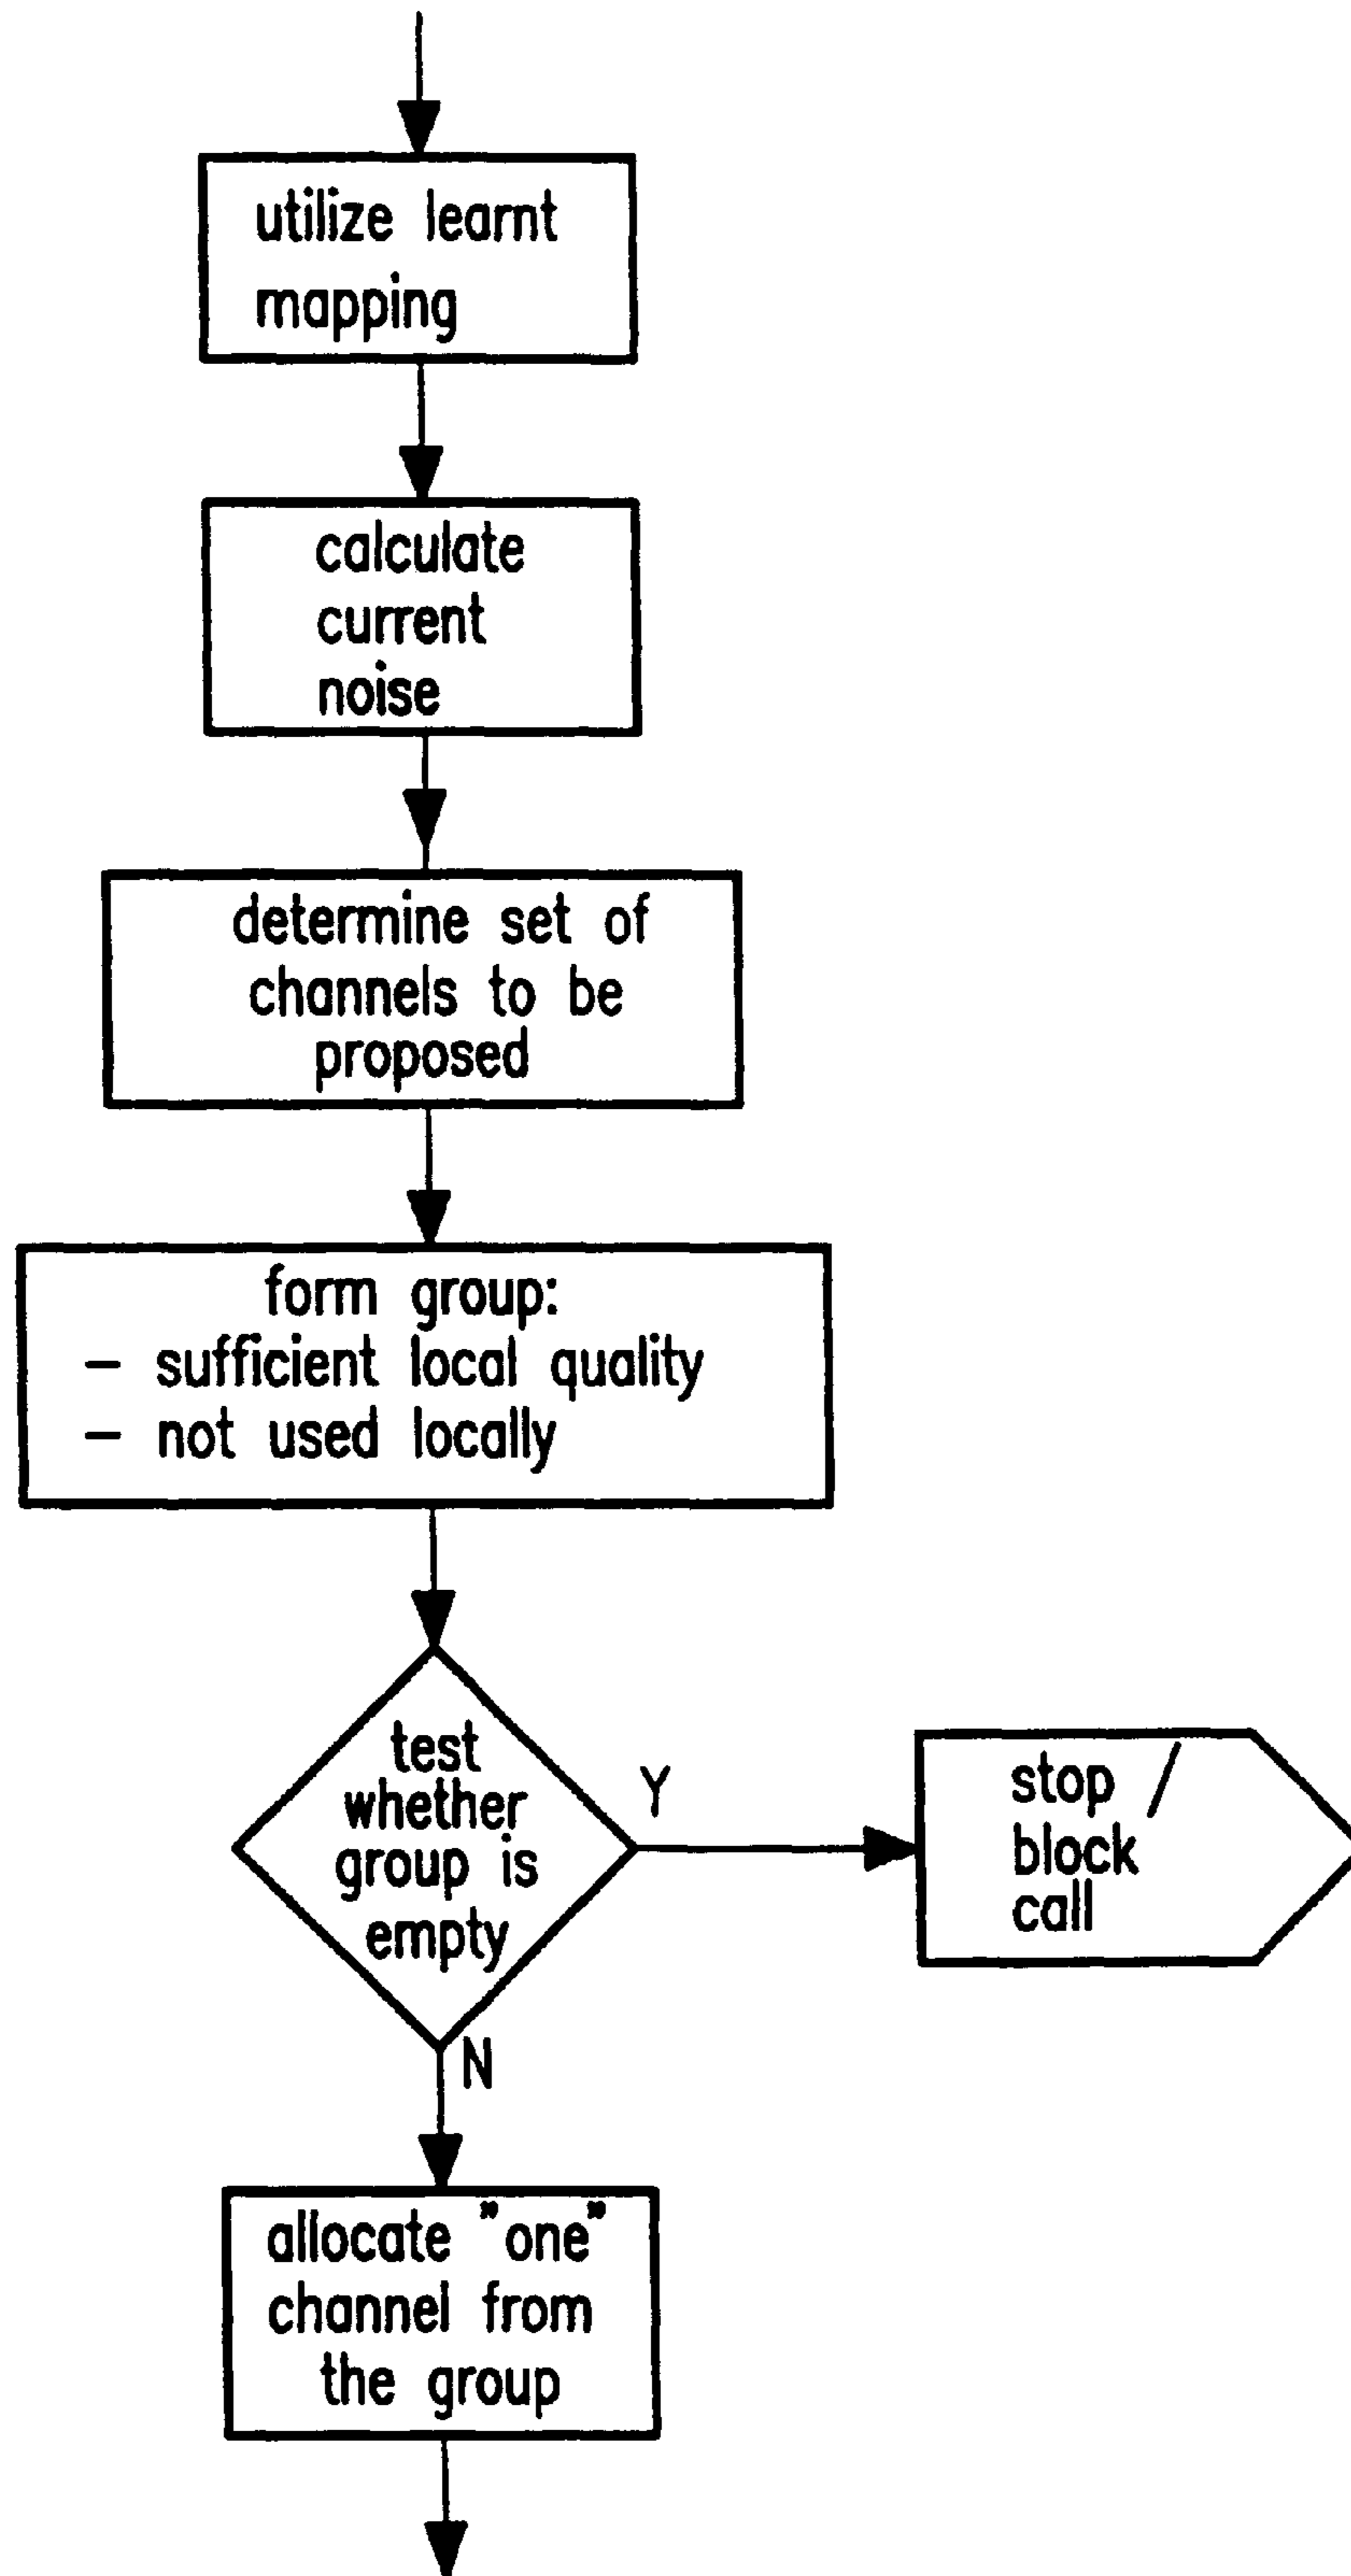 utilize learnt
mapping
calculate
current
noise
determine set of
channels to be
proposed
form group:
– sufficient local quality
– not used locally
test
whether
group is
empty
Y
stop /
block
call
N
allocate "one"
channel from
the group